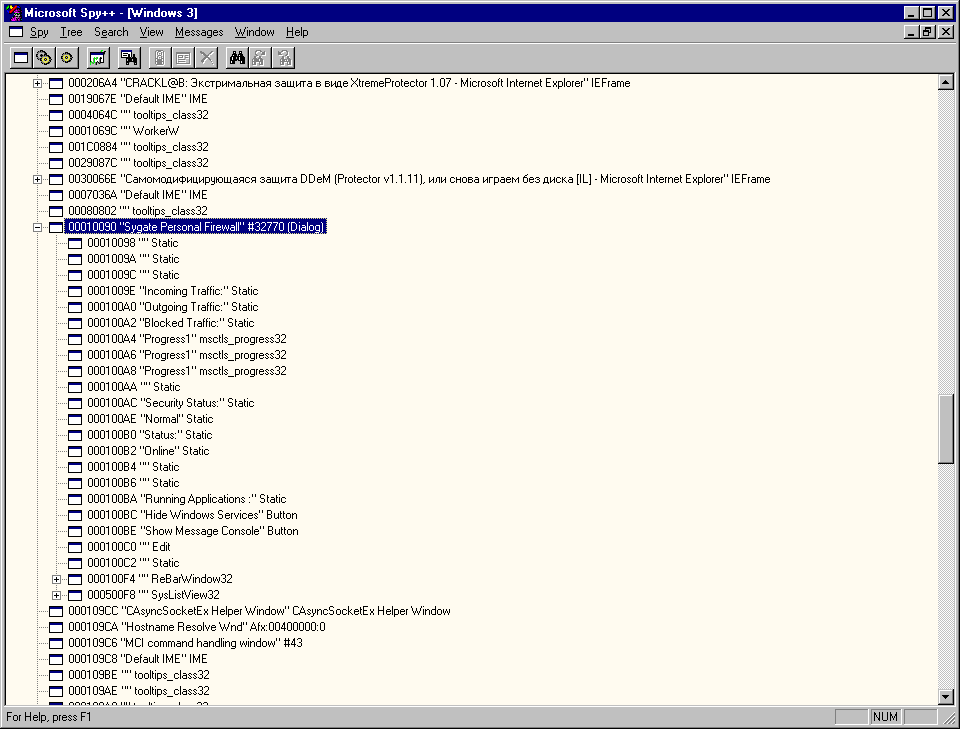 Microsoft Spy++ - [Windows 3]
Spy Tree Search View Messages Window Help
000206A4 "CRACKL@B: Экстримальная защита в виде XtremeProtector 1.07 - Microsoft Internet Explorer" IEFrame
0019067E "Default IME" IME
0004064C "" tooltips_class32
0001069C "" WorkerW
001C0884 "" tooltips_class32
0029087C "" tooltips_class32
0030066E "Самомодифицирующаяся защита DDeM (Protector v1.1.11), или снова играем без диска [IL] - Microsoft Internet Explorer" IEFrame
0007036A "Default IME" IME
00080802 "" tooltips_class32
00010090 "Sygate Personal Firewall" #32770 (Dialog)
00010098 "" Static
0001009A "" Static
0001009C "" Static
0001009E "Incoming Traffic:" Static
000100A0 "Outgoing Traffic:" Static
000100A2 "Blocked Traffic:" Static
000100A4 "Progress1" msctls_progress32
000100A6 "Progress1" msctls_progress32
000100A8 "Progress1" msctls_progress32
000100AA "" Static
000100AC "Security Status:" Static
000100AE "Normal" Static
000100B0 "Status:" Static
000100B2 "Online" Static
000100B4 "" Static
000100B6 "" Static
000100BA "Running Applications :" Static
000100BC "Hide Windows Services" Button
000100BE "Show Message Console" Button
000100C0 "" Edit
000100C2 "" Static
000100F4 "" ReBarWindow32
000500F8 "" SysListView32
000109CC "CAsyncSocketEx Helper Window" CAsyncSocketEx Helper Window
000109CA "Hostname Resolve Wnd" Afx:00400000:0
000109C6 "MCI command handling window" #43
000109C8 "Default IME" IME
000109BE "" tooltips_class32
000109AE "" tooltips_class32
For Help, press F1
NUM